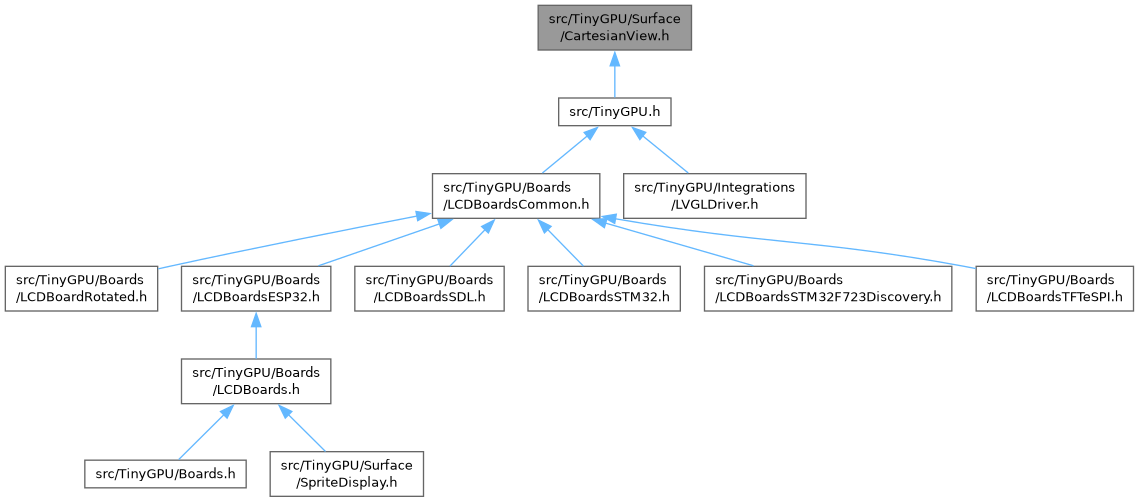 src/TinyGPU/Surface
/CartesianView.h
src/TinyGPU.h
src/TinyGPU/Boards
/LCDBoardsCommon.h
src/TinyGPU/Integrations
/LVGLDriver.h
src/TinyGPU/Boards
/LCDBoardRotated.h
src/TinyGPU/Boards
/LCDBoardsESP32.h
src/TinyGPU/Boards
/LCDBoardsSDL.h
src/TinyGPU/Boards
/LCDBoardsSTM32.h
src/TinyGPU/Boards
/LCDBoardsSTM32F723Discovery.h
src/TinyGPU/Boards
/LCDBoardsTFTeSPI.h
src/TinyGPU/Boards
/LCDBoards.h
src/TinyGPU/Boards.h
src/TinyGPU/Surface
/SpriteDisplay.h